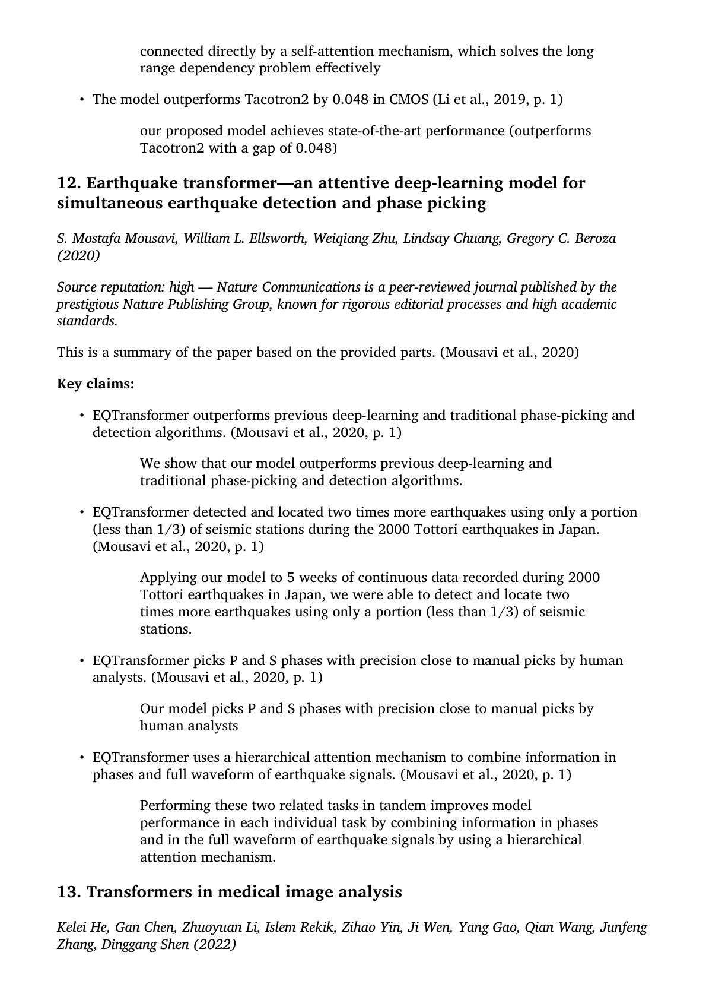 connected directly by a self-attention mechanism, which solves the long
range dependency problem effectively
• The model outperforms Tacotron2 by 0.048 in CMOS (Li et al., 2019, p. 1)
our proposed model achieves state-of-the-art performance (outperforms
Tacotron2 with a gap of 0.048)
12. Earthquake transformer—an attentive deep-learning model for
simultaneous earthquake detection and phase picking
S. Mostafa Mousavi, William L. Ellsworth, Weiqiang Zhu, Lindsay Chuang, Gregory C. Beroza
(2020)
Source reputation: high — Nature Communications is a peer-reviewed journal published by the
prestigious Nature Publishing Group, known for rigorous editorial processes and high academic
standards.
This is a summary of the paper based on the provided parts. (Mousavi et al., 2020)
Key claims:
• EQTransformer outperforms previous deep-learning and traditional phase-picking and
detection algorithms. (Mousavi et al., 2020, p. 1)
We show that our model outperforms previous deep-learning and
traditional phase-picking and detection algorithms.
• EQTransformer detected and located two times more earthquakes using only a portion
(less than 1/3) of seismic stations during the 2000 Tottori earthquakes in Japan.
(Mousavi et al., 2020, p. 1)
Applying our model to 5 weeks of continuous data recorded during 2000
Tottori earthquakes in Japan, we were able to detect and locate two
times more earthquakes using only a portion (less than 1/3) of seismic
stations.
• EQTransformer picks P and S phases with precision close to manual picks by human
analysts. (Mousavi et al., 2020, p. 1)
Our model picks P and S phases with precision close to manual picks by
human analysts
• EQTransformer uses a hierarchical attention mechanism to combine information in
phases and full waveform of earthquake signals. (Mousavi et al., 2020, p. 1)
Performing these two related tasks in tandem improves model
performance in each individual task by combining information in phases
and in the full waveform of earthquake signals by using a hierarchical
attention mechanism.
13. Transformers in medical image analysis
Kelei He, Gan Chen, Zhuoyuan Li, Islem Rekik, Zihao Yin, Ji Wen, Yang Gao, Qian Wang, Junfeng
Zhang, Dinggang Shen (2022)